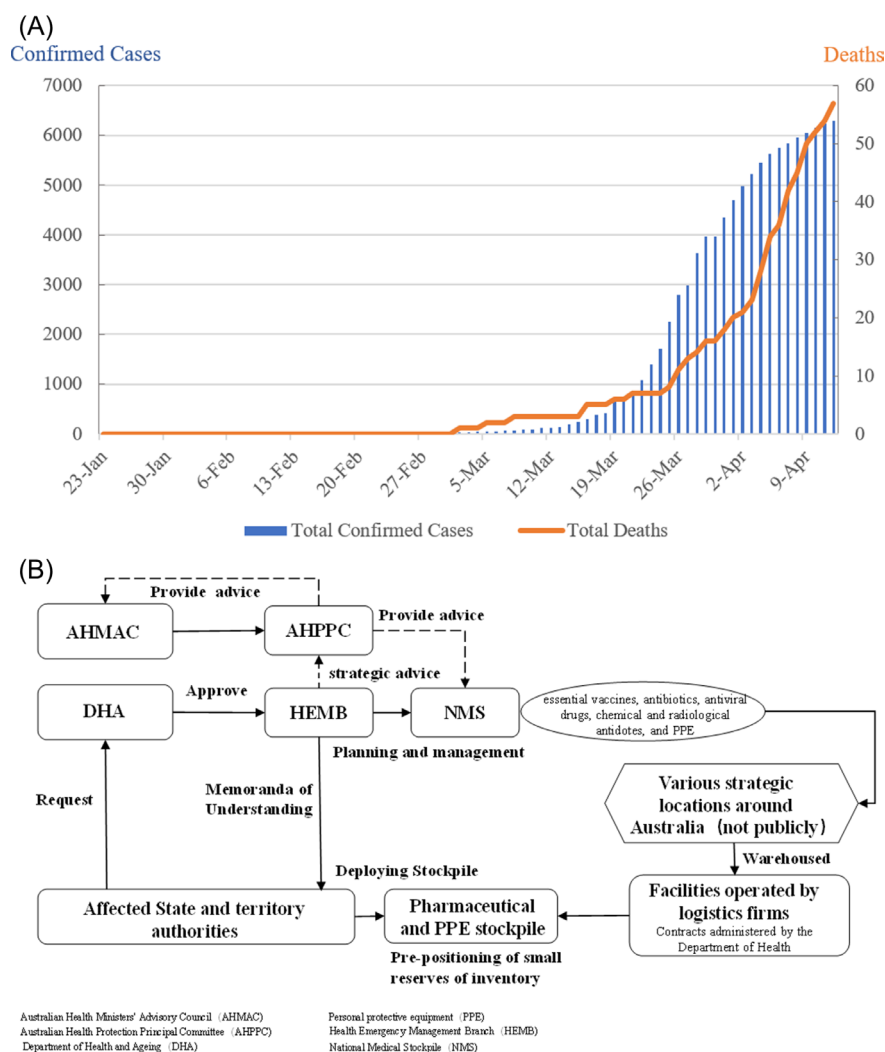 (A)
Confirmed Cases
Deaths
7000
6000
5000
4000
3000
2000
1000
0
60
50
40
30
20
10
0
23-Jan
30-Jan
6-Feb
13-Feb
20-Feb
27-Feb
5-Mar
12-Mar
19-Mar
26-Mar
2-Apr
9-Apr
Total Confirmed Cases
Total Deaths
(B)
Provide advice
Provide advice
AHMAC
AHPPC
strategic advice
Approve
DHA
HEMB
NMS
essential vaccines, antibiotics, antiviral
drugs, chemical and radiological
antidotes, and PPE
Planning and management
Request
Memoranda of
Understanding
Various strategic
locations around
Australia (not publicly)
Warehoused
Deploying Stockpile
Affected State and territory
authorities
Pharmaceutical
and PPE stockpile
Facilities operated by
logistics firms
Contracts administered by the
Department of Health
Pre-positioning of small
reserves of inventory
Australian Health Ministers' Advisory Council (AHMAC)
Australian Health Protection Principal Committee (AHPPC)
Department of Health and Ageing (DHA)
Personal protective equipment (PPE)
Health Emergency Management Branch (HEMB)
National Medical Stockpile (NMS)